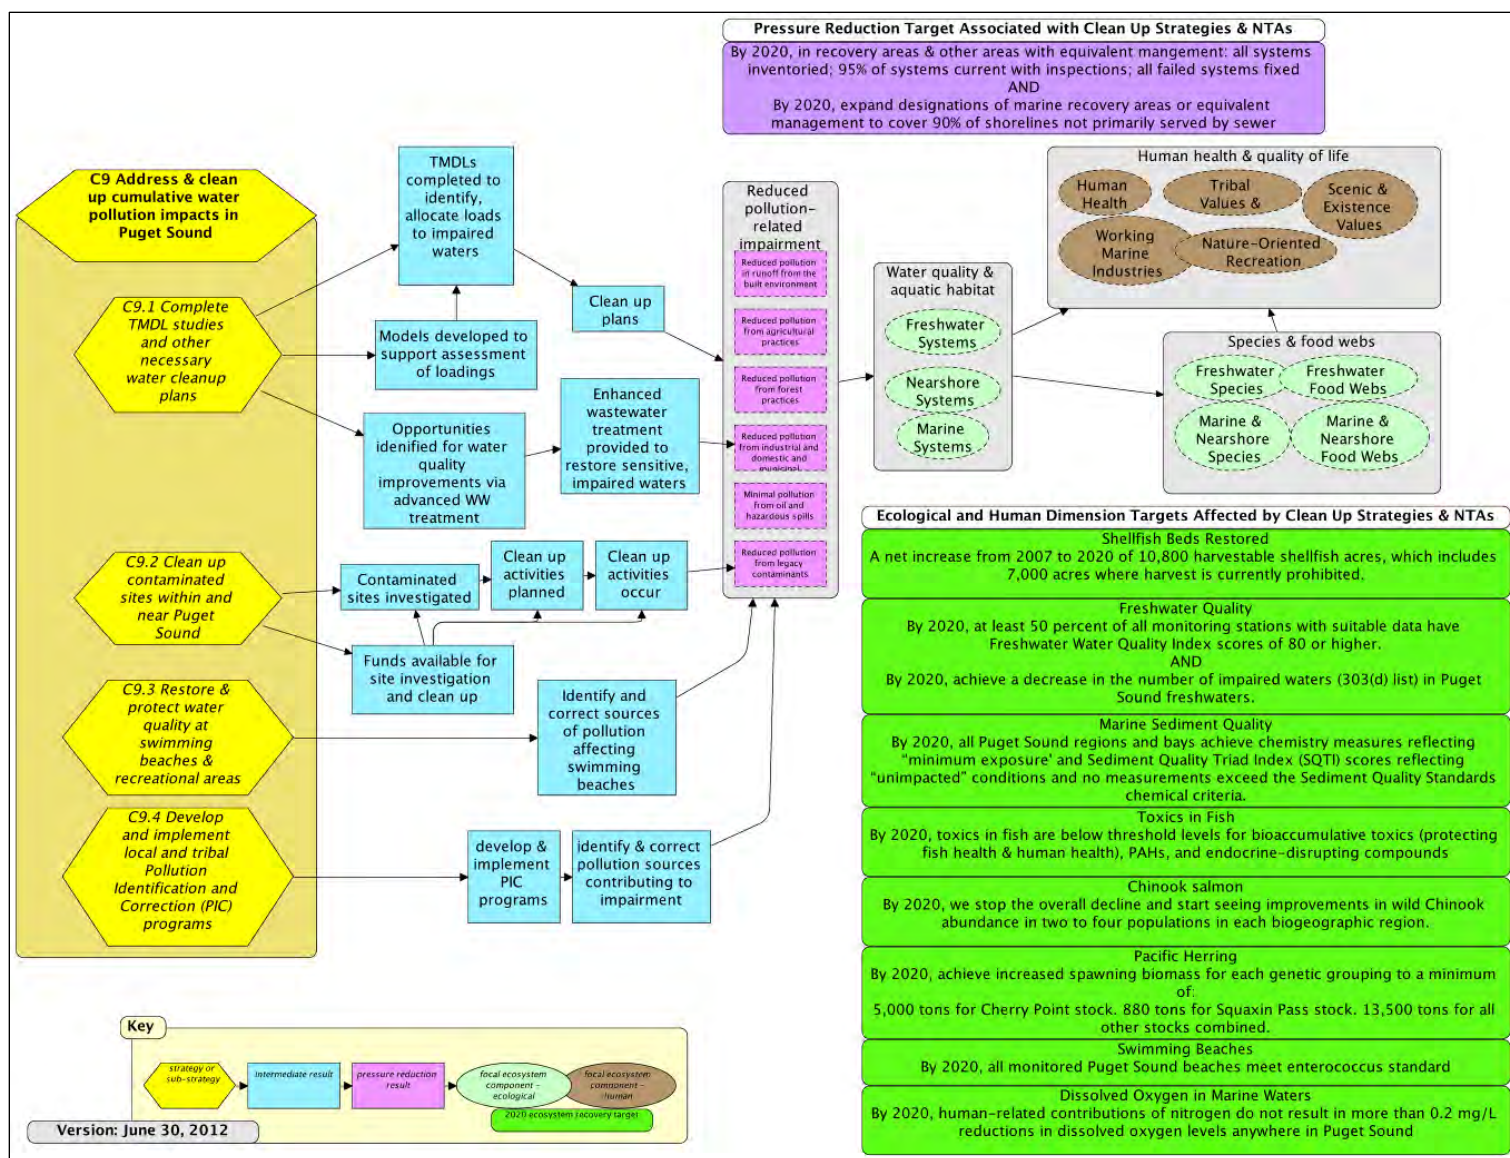 Pressure Reduction Target Associated with Clean Up Strategies & NTAs
By 2020, in recovery areas & other areas with equivalent mangement: all systems
inventoried; 95% of systems current with inspections; all failed systems fixed
AND
By 2020, expand designations of marine recovery areas or equivalent
management to cover 90% of shorelines not primarily served by sewer
C9 Address & clean
up cumulative water
pollution impacts in
Puget Sound
C9.1 Complete
TMDL studies
and other
necessary
water cleanup
plans
C9.2 Clean up
contaminated
sites within and
near Puget
Sound
C9.3 Restore &
protect water
quality at
swimming
beaches &
recreational areas
C9.4 Develop
and implement
local and tribal
Pollution
Identification and
Correction (PIC)
programs
TMDLs
completed to
identify,
allocate loads
to impaired
waters
Models developed to
support assessment
of loadings
Clean up
plans
Opportunities
idenified for water
quality
improvements via
advanced WW
treatment
Enhanced
wastewater
treatment
provided to
restore sensitive,
impaired waters
Contaminated
sites investigated
Clean up
activities
planned
Clean up
activities
occur
Funds available for
site investigation
and clean up
Identify and
correct sources
of pollution
affecting
swimming
beaches
develop &
implement
PIC
programs
identify & correct
pollution sources
contributing to
impairment
Reduced
pollution-
related
impairment
Reduced pollution
in runoff from the
built environment
Reduced pollution
from agricultural
practices
Reduced pollution
from forest
practices
Reduced pollution
from industrial and
domestic and
municipal
Minimal pollution
from oil and
hazardous spills
Reduced pollution
from legacy
contaminants
Water quality &
aquatic habitat
Freshwater
Systems
Nearshore
Systems
Marine
Systems
Human health & quality of life
Human
Health
Tribal
Values &
Scenic &
Existence
Values
Working
Marine
Industries
Nature-Oriented
Recreation
Species & food webs
Freshwater
Species
Freshwater
Food Webs
Marine &
Nearshore
Species
Marine &
Nearshore
Food Webs
Ecological and Human Dimension Targets Affected by Clean Up Strategies & NTAs
Shellfish Beds Restored
A net increase from 2007 to 2020 of 10,800 harvestable shellfish acres, which includes
7,000 acres where harvest is currently prohibited.
Freshwater Quality
By 2020, at least 50 percent of all monitoring stations with suitable data have
Freshwater Water Quality Index scores of 80 or higher.
AND
By 2020, achieve a decrease in the number of impaired waters (303(d) list) in Puget
Sound freshwaters.
Marine Sediment Quality
By 2020, all Puget Sound regions and bays achieve chemistry measures reflecting
“minimum exposure’ and Sediment Quality Triad Index (SQTI) scores reflecting
“unimpacted” conditions and no measurements exceed the Sediment Quality Standards
chemical criteria.
Toxics in Fish
By 2020, toxics in fish are below threshold levels for bioaccumulative toxics (protecting
fish health & human health), PAHs, and endocrine-disrupting compounds
Chinook salmon
By 2020, we stop the overall decline and start seeing improvements in wild Chinook
abundance in two to four populations in each biogeographic region.
Pacific Herring
By 2020, achieve increased spawning biomass for each genetic grouping to a minimum
of:
5,000 tons for Cherry Point stock. 880 tons for Squaxin Pass stock. 13,500 tons for all
other stocks combined.
Swimming Beaches
By 2020, all monitored Puget Sound beaches meet enterococcus standard
Dissolved Oxygen in Marine Waters
By 2020, human-related contributions of nitrogen do not result in more than 0.2 mg/L
reductions in dissolved oxygen levels anywhere in Puget Sound
Key
strategy or
sub-strategy
Intermediate result
pressure reduction
result
focal ecosystem
component -
ecological
focal ecosystem
component -
human
2020 ecosystem recovery target
Version: June 30, 2012